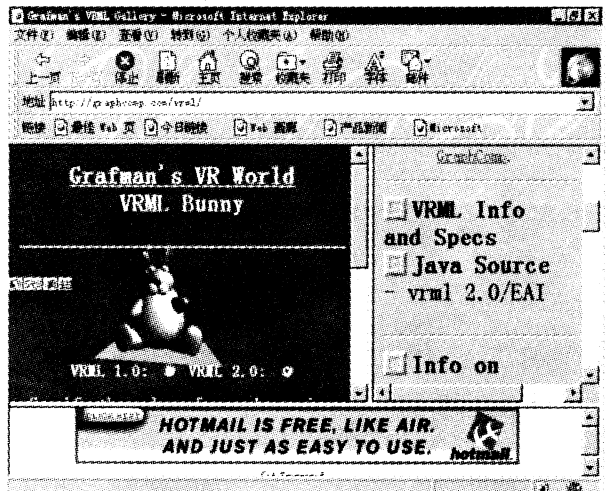 Grafman's VRML Gallery - Microsoft Internet Explorer
文件(F) 编辑(E) 查看(V) 转到(G) 个人收藏夹(A) 帮助(H)
上一页 停止 刷新 主页 搜索 收藏夹 打印 字体 邮件
地址 http://graphcomp.com/vrml/
链接 最佳 Web 页 今日链接 Web 画廊 产品新闻 Microsoft
Grafman's VR World
VRML Bunny
VRML 1.0: VRML 2.0:
GraphComp.
VRML Info
and Specs
Java Source
- vrml 2.0/EAI
Info on
HOTMAIL IS FREE, LIKE AIR.
AND JUST AS EASY TO USE.
hotmail